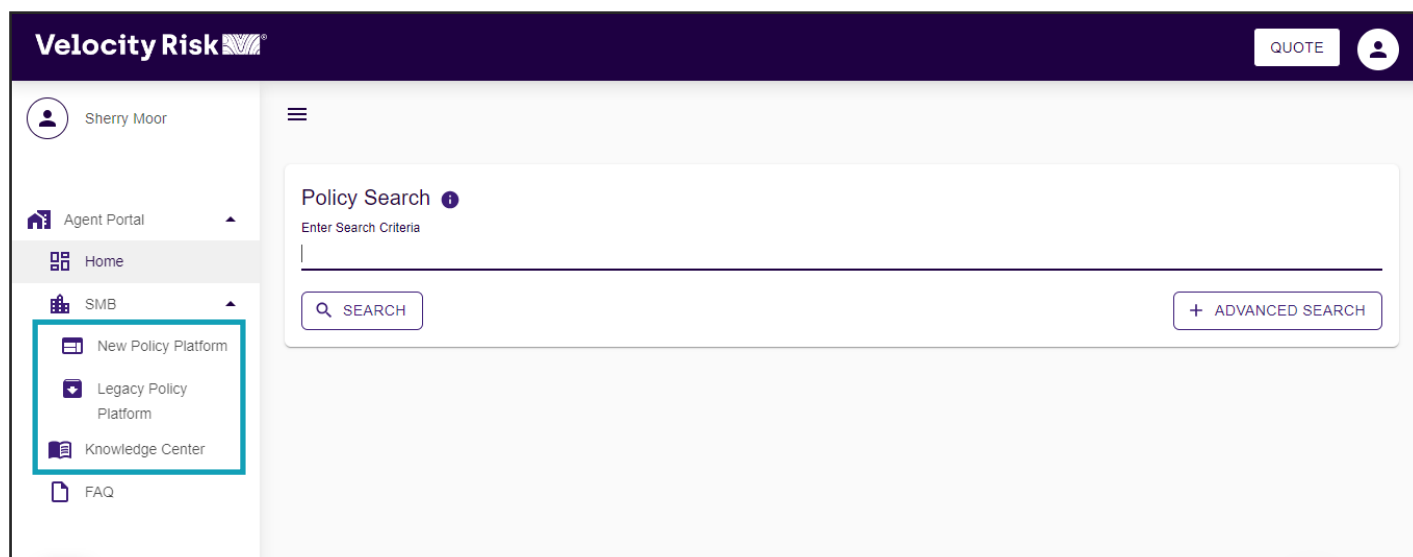 Velocity Risk®
QUOTE
Sherry Moor
Agent Portal
Home
SMB
New Policy Platform
Legacy Policy
Platform
Knowledge Center
FAQ
Policy Search
Enter Search Criteria
SEARCH
+ ADVANCED SEARCH